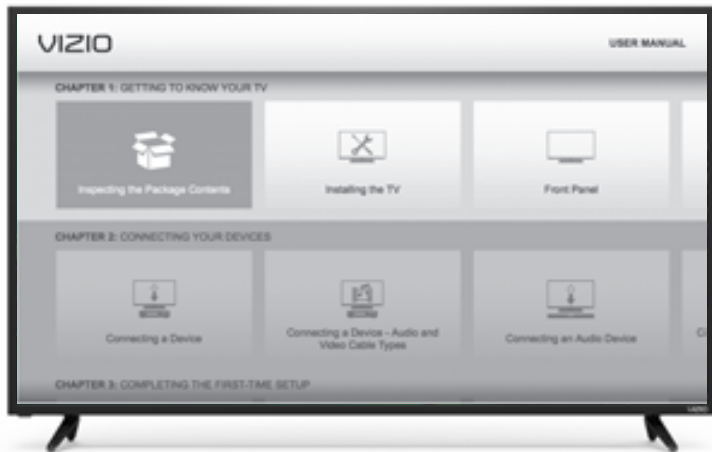 VIZIO
USER MANUAL
CHAPTER 1: GETTING TO KNOW YOUR TV
Inspecting the Package Contents
Installing the TV
Front Panel
CHAPTER 2: CONNECTING YOUR DEVICES
Connecting a Device
Connecting a Device - Audio and
Video Cable Types
Connecting an Audio Device
CHAPTER 3: COMPLETING THE FIRST-TIME SETUP
VIZIO